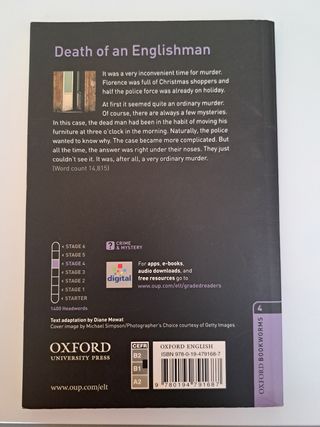 Death of an Englishman
It was a very inconvenient time for murder.
Florence was full of Christmas shoppers and
half the police force was already on holiday.
At first it seemed quite an ordinary murder.
Of course, there are always a few mysteries.
In this case, the dead man had been in the habit of moving his
furniture at three o'clock in the morning. Naturally, the police
wanted to know why. The case became more complicated. But
all the time, the answer was right under their noses. They just
couldn't see it. It was, after all, a very ordinary murder.
(Word count 14,815)
< STAGE 6
< STAGE 5
< STAGE 4
< STAGE 3
< STAGE 2
< STAGE 1
< STARTER
1400 Headwords
? CRIME
& MYSTERY
digital
For apps, e-books,
audio downloads, and
free resources go to
www.oup.com/elt/gradedreaders
Text adaptation by Diane Mowat
Cover image by Michael Simpson/Photographer's Choice courtesy of Getty Images
OXFORD
UNIVERSITY PRESS
www.oup.com/elt
CEFR
B2
B1
A2
OXFORD ENGLISH
ISBN 978-0-19-479168-7
9 780194 791687
4
OXFORD BOOKWORMS